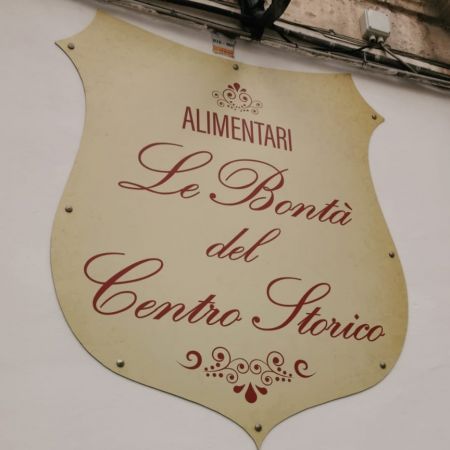 ALIMENTARI
Le Bontà
del
Centro Storico